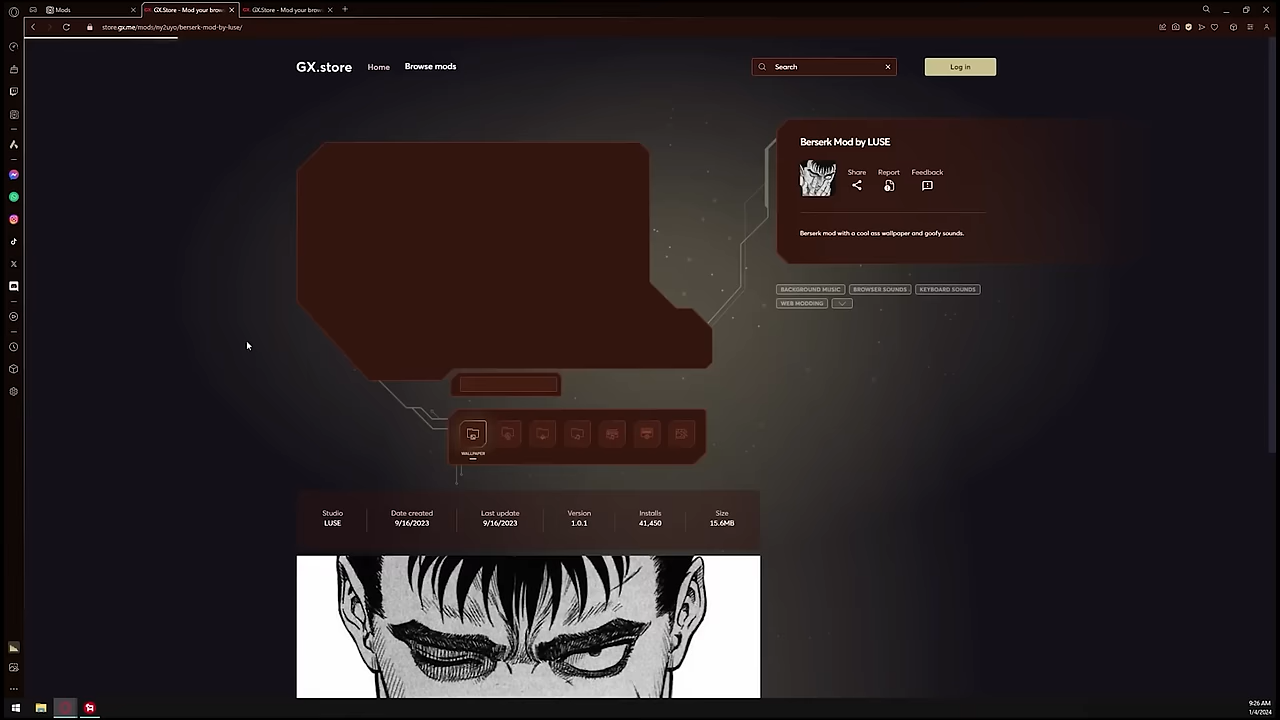 Mods
GX.Store - Mod your brow
GX.Store - Mod your brow
store.gx.me/mods/ny2uyo/berserk-mod-by-luse/
GX.store
Home
Browse mods
Search
Log in
Berserk Mod by LUSE
Share
Report
Feedback
Berserk mod with a cool ass wallpaper and goofy sounds.
BACKGROUND MUSIC
BROWSER SOUNDS
KEYBOARD SOUNDS
WEB MODDING
WALLPAPER
Studio
Date created
Last update
Version
Installs
Size
LUSE
9/16/2023
9/16/2023
1.0.1
41,450
15.6MB
9:26 AM
1/4/2024